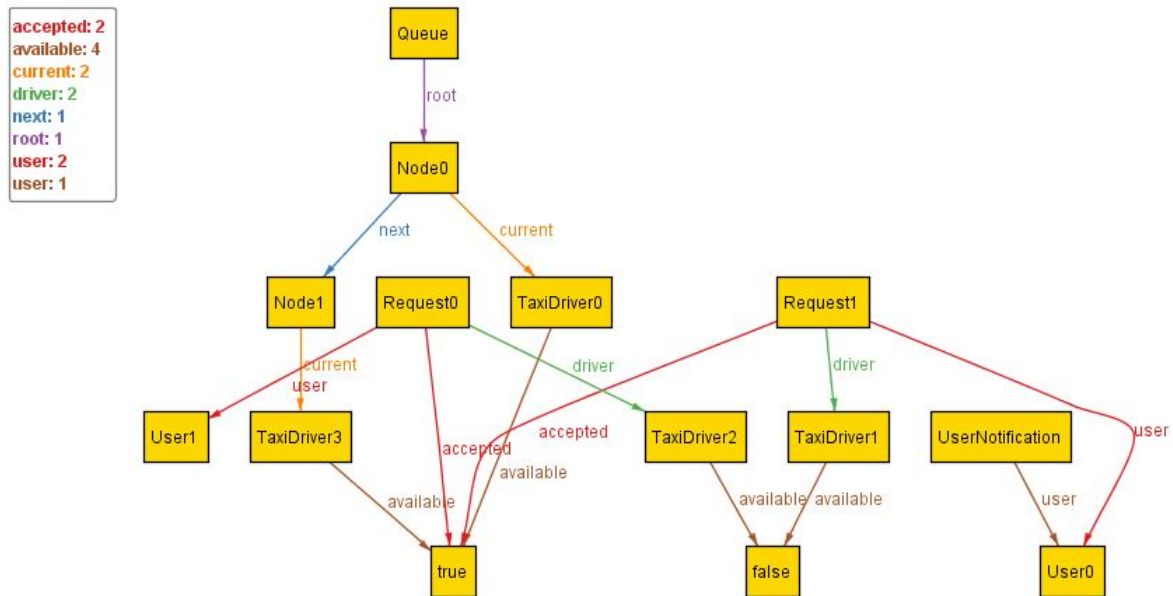 accepted: 2
available: 4
current: 2
driver: 2
next: 1
root: 1
user: 2
user: 1
Queue
root
Node0
next
current
Node1
Request0
TaxiDriver0
Request1
current
driver
driver
user
User1
TaxiDriver3
accepted
accepted
TaxiDriver2
TaxiDriver1
UserNotification
user
available
available
available
available
user
true
false
User0